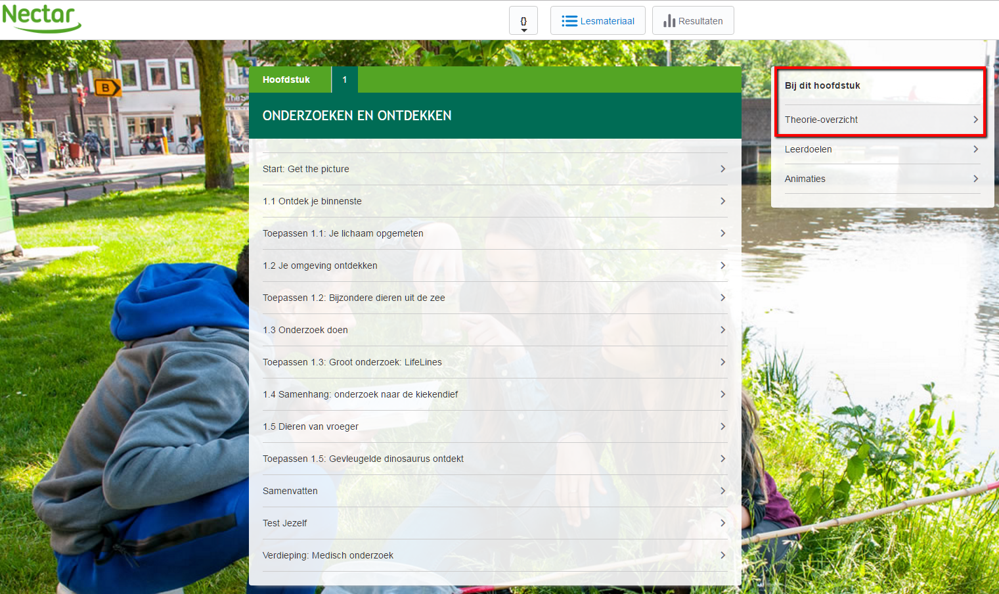 Nectar
{}
Lesmateriaal
Resultaten
B
Hoofdstuk 1
ONDERZOEKEN EN ONTDEKKEN
Start: Get the picture
1.1 Ontdek je binnenste
Toepassen 1.1: Je lichaam opgemeten
1.2 Je omgeving ontdekken
Toepassen 1.2: Bijzondere dieren uit de zee
1.3 Onderzoek doen
Toepassen 1.3: Groot onderzoek: LifeLines
1.4 Samenhang: onderzoek naar de kiekendief
1.5 Dieren van vroeger
Toepassen 1.5: Gevleugelde dinosaurus ontdekt
Samenvatten
Test Jezelf
Verdieping: Medisch onderzoek
Bij dit hoofdstuk
Theorie-overzicht
Leerdoelen
Animaties